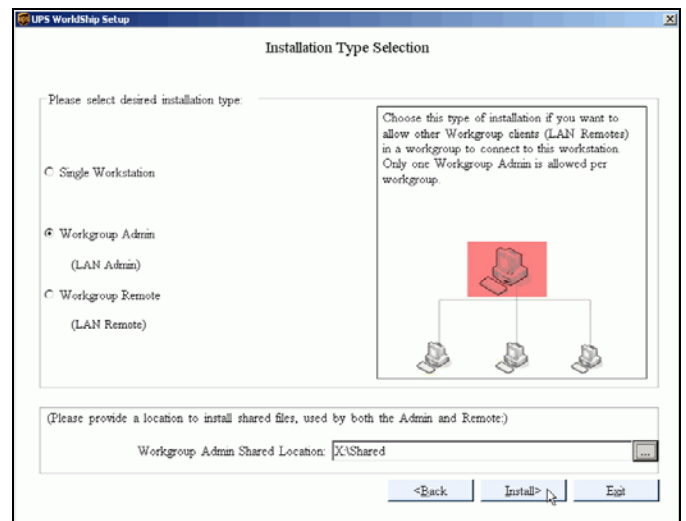 UPS WorldShip Setup
Installation Type Selection
Please select desired installation type:
Choose this type of installation if you want to
allow other Workgroup clients (LAN Remotes)
in a workgroup to connect to this workstation.
Only one Workgroup Admin is allowed per
workgroup.
Single Workstation
Workgroup Admin
(LAN Admin)
Workgroup Remote
(LAN Remote)
(Please provide a location to install shared files, used by both the Admin and Remote:)
Workgroup Admin Shared Location: X:\Shared ...
<Back Install> Exit